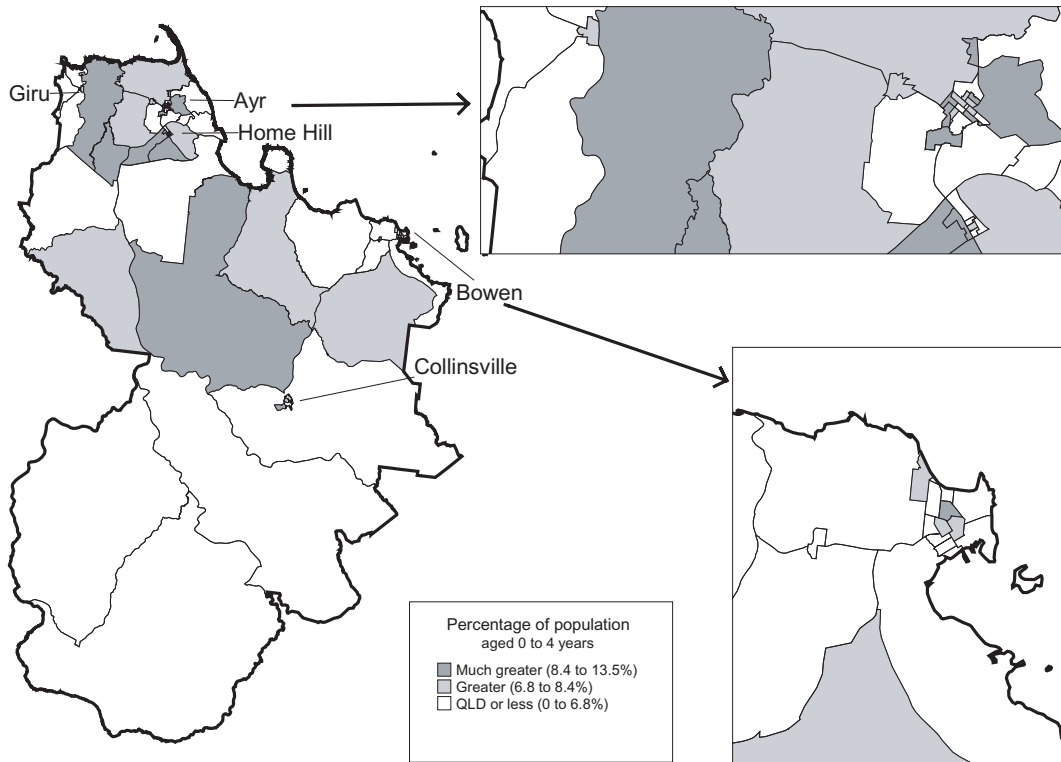 Giru
Ayr
Home Hill
Bowen
Collinsville
Percentage of population
aged 0 to 4 years
Much greater (8.4 to 13.5%)
Greater (6.8 to 8.4%)
QLD or less (0 to 6.8%)